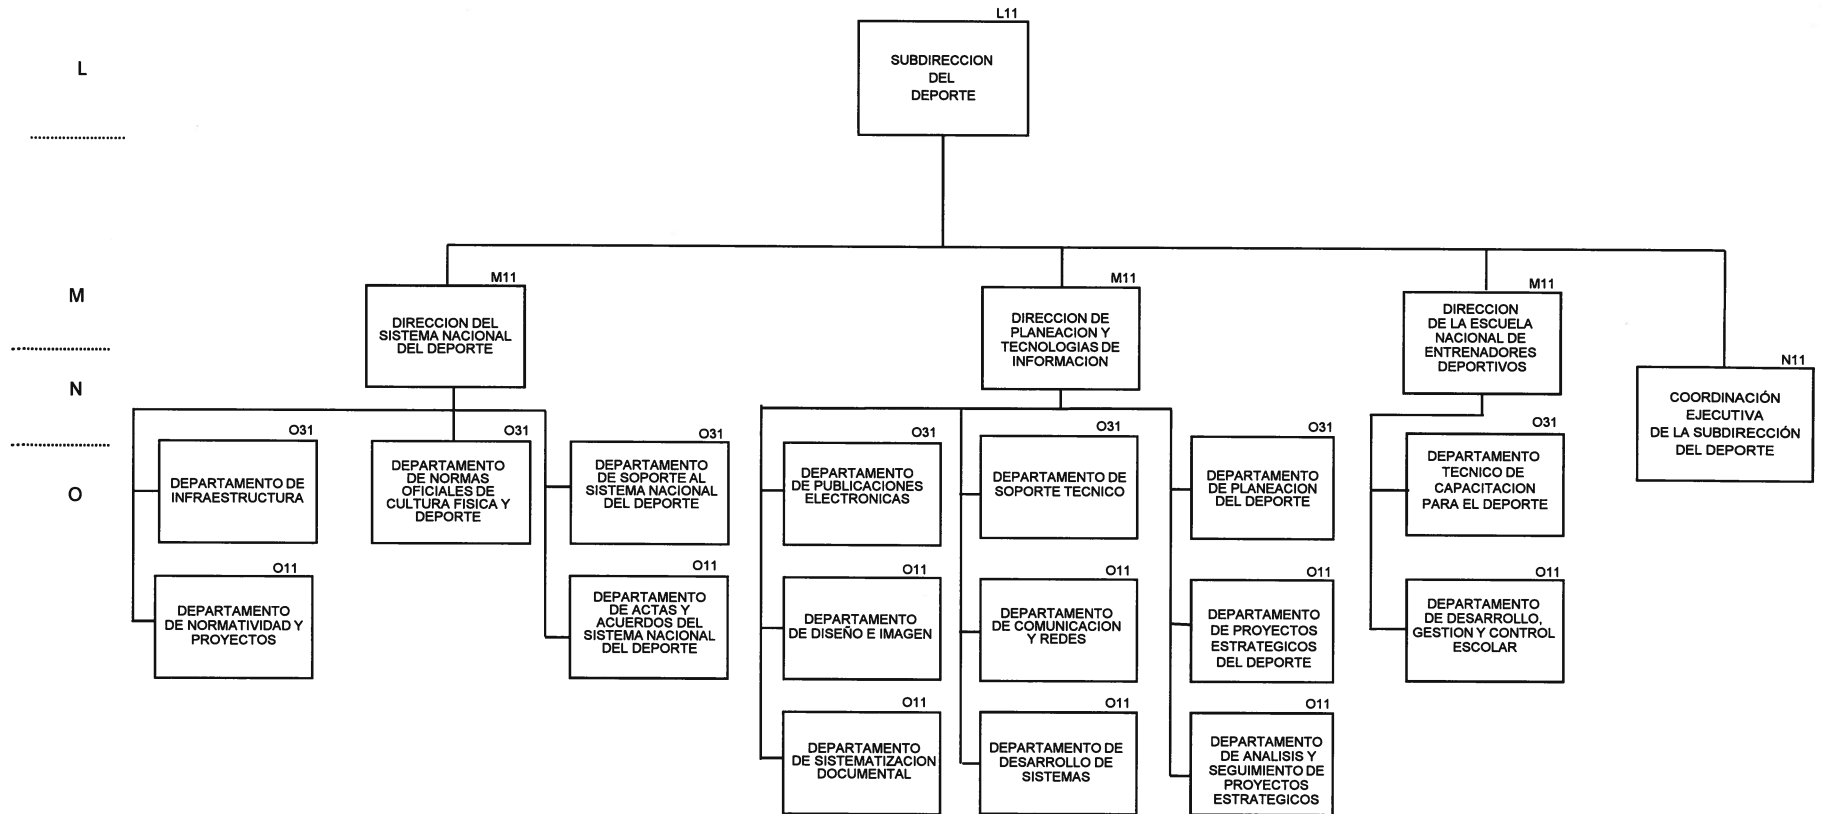 L11
SUBDIRECCION
DEL
DEPORTE
L
M
N
O
M11
DIRECCION DEL
SISTEMA NACIONAL
DEL DEPORTE
M11
DIRECCION DE
PLANEACION Y
TECNOLOGIAS DE
INFORMACION
M11
DIRECCION
DE LA ESCUELA
NACIONAL DE
ENTRENADORES
DEPORTIVOS
N11
COORDINACIÓN
EJECUTIVA
DE LA SUBDIRECCIÓN
DEL DEPORTE
O31
DEPARTAMENTO DE
INFRAESTRUCTURA
O31
DEPARTAMENTO
DE NORMAS
OFICIALES DE
CULTURA FISICA Y
DEPORTE
O31
DEPARTAMENTO
DE SOPORTE AL
SISTEMA NACIONAL
DEL DEPORTE
O31
DEPARTAMENTO
DE PUBLICACIONES
ELECTRONICAS
O31
DEPARTAMENTO DE
SOPORTE TECNICO
O31
DEPARTAMENTO
DE PLANEACION
DEL DEPORTE
O31
DEPARTAMENTO
TECNICO DE
CAPACITACION
PARA EL DEPORTE
O11
DEPARTAMENTO
DE NORMATIVIDAD Y
PROYECTOS
O11
DEPARTAMENTO
DE ACTAS Y
ACUERDOS DEL
SISTEMA NACIONAL
DEL DEPORTE
O11
DEPARTAMENTO
DE DISEÑO E IMAGEN
O11
DEPARTAMENTO
DE COMUNICACION
Y REDES
O11
DEPARTAMENTO
DE PROYECTOS
ESTRATEGICOS
DEL DEPORTE
O11
DEPARTAMENTO
DE DESARROLLO,
GESTION Y CONTROL
ESCOLAR
O11
DEPARTAMENTO
DE SISTEMATIZACION
DOCUMENTAL
O11
DEPARTAMENTO DE
DESARROLLO DE
SISTEMAS
O11
DEPARTAMENTO
DE ANALISIS Y
SEGUIMIENTO DE
PROYECTOS
ESTRATEGICOS